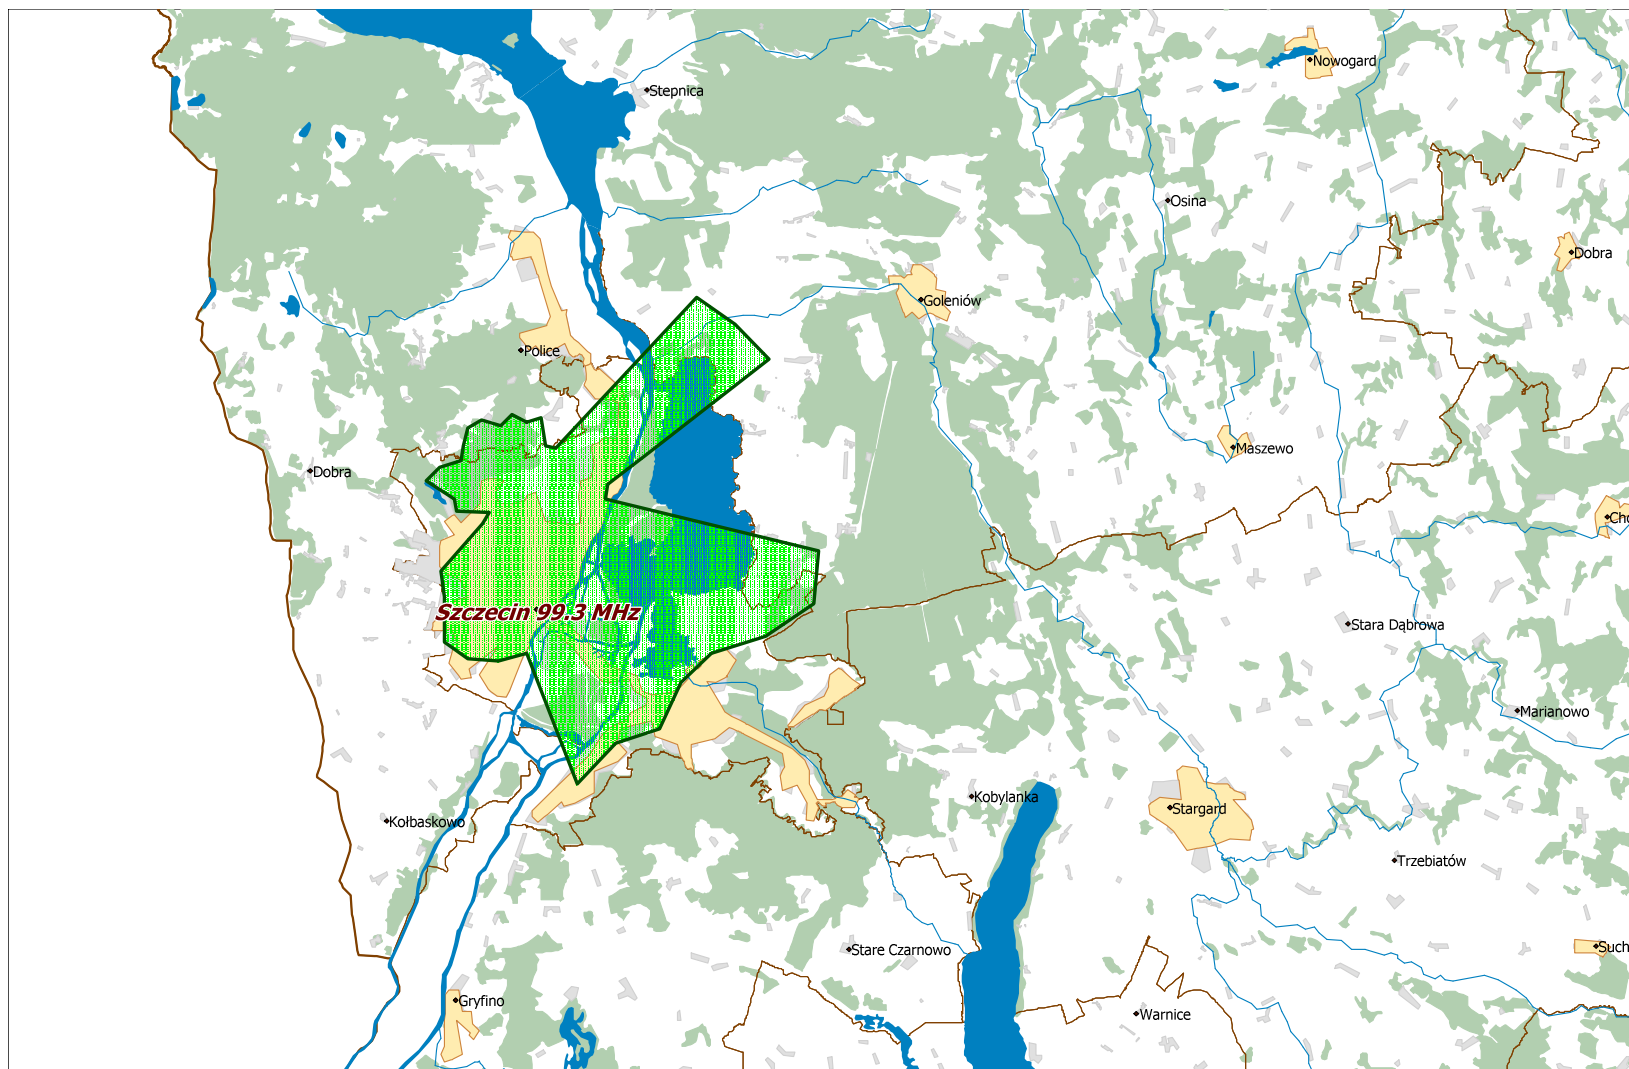 Nowogard
Stepnica
Osina
Dobra
Goleniów
Police
Maszewo
Dobra
Szczecin 99.3 MHz
Stara Dąbrowa
Marianowo
Kobylanka
Stargard
Kołbaskowo
Trzebiatów
Stare Czarnowo
Such
Gryfino
Warnice